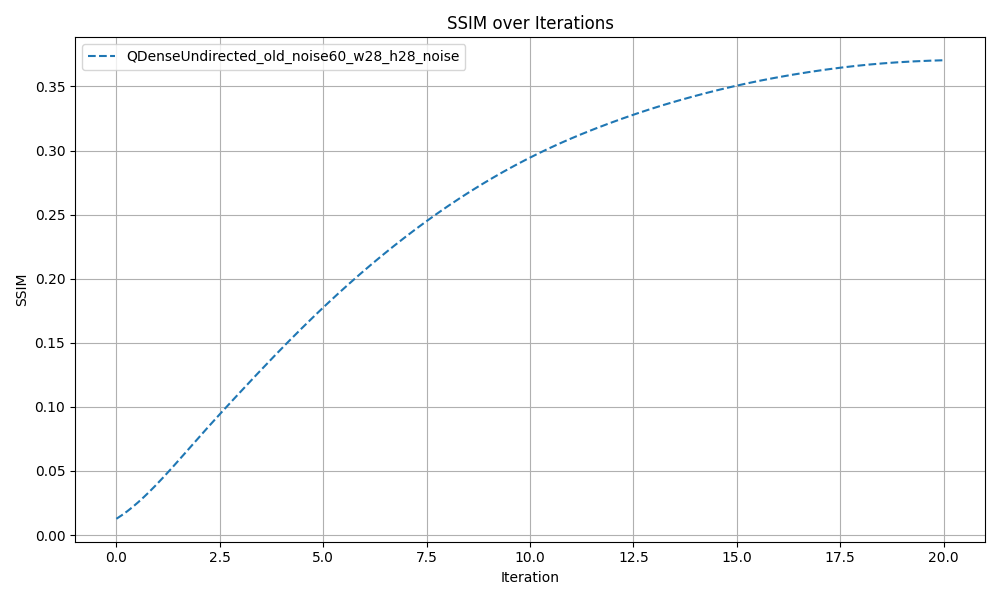 SSIM over Iterations
QDenseUndirected_old_noise60_w28_h28_noise
SSIM
0.35
0.30
0.25
0.20
0.15
0.10
0.05
0.00
0.0 2.5 5.0 7.5 10.0 12.5 15.0 17.5 20.0
Iteration